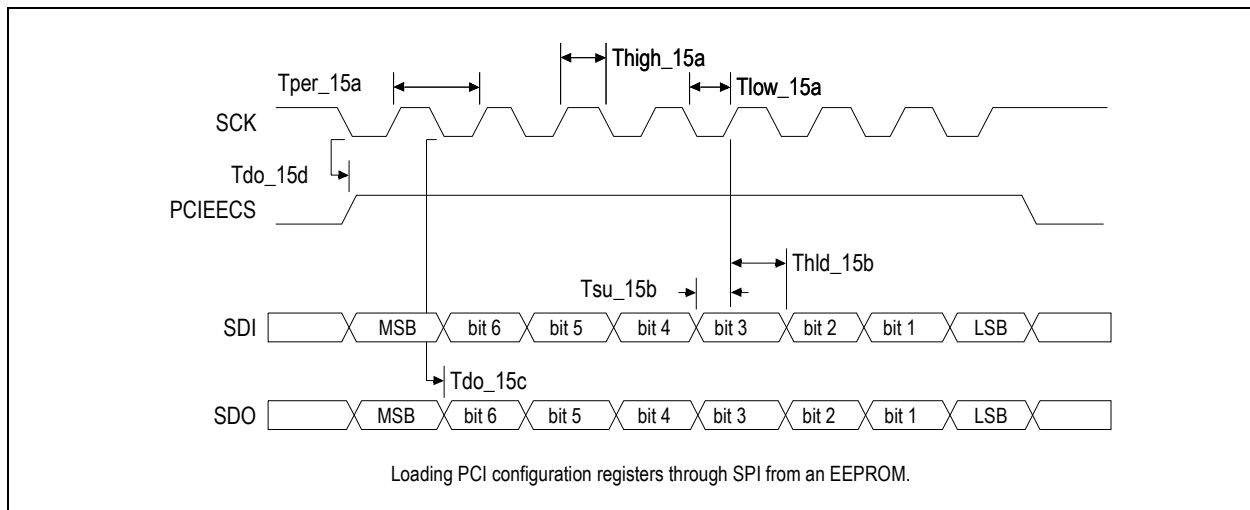 Thigh_15a
Tper_15a
Tlow_15a
SCK
Tdo_15d
PCIEECS
Thld_15b
Tsu_15b
SDI MSB bit 6 bit 5 bit 4 bit 3 bit 2 bit 1 LSB
Tdo_15c
SDO MSB bit 6 bit 5 bit 4 bit 3 bit 2 bit 1 LSB
Loading PCI configuration registers through SPI from an EEPROM.